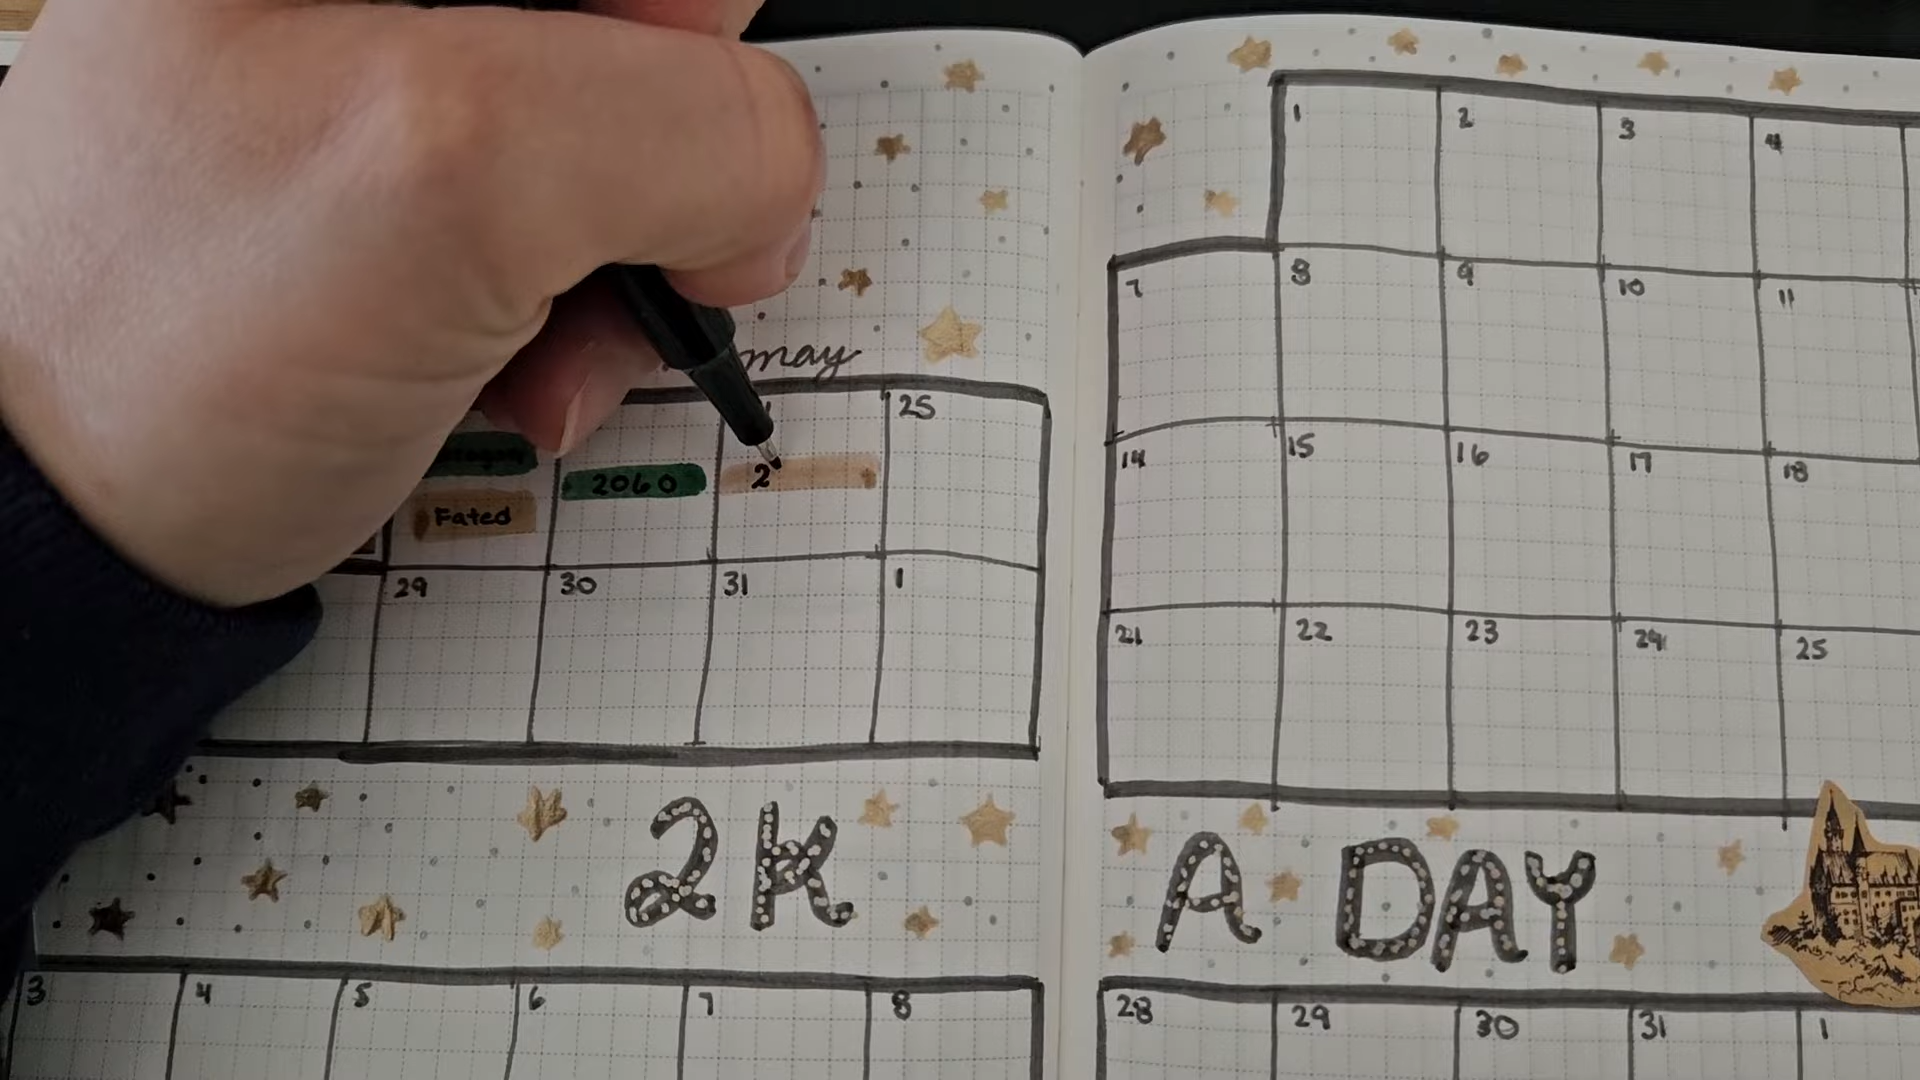 may
25
2060
2
Fated
29 30 31 1
2K
3 4 5 6 7 8
1 2 3 4
7 8 9 10 11
14 15 16 17 18
21 22 23 24 25
A DAY
28 29 30 31 1